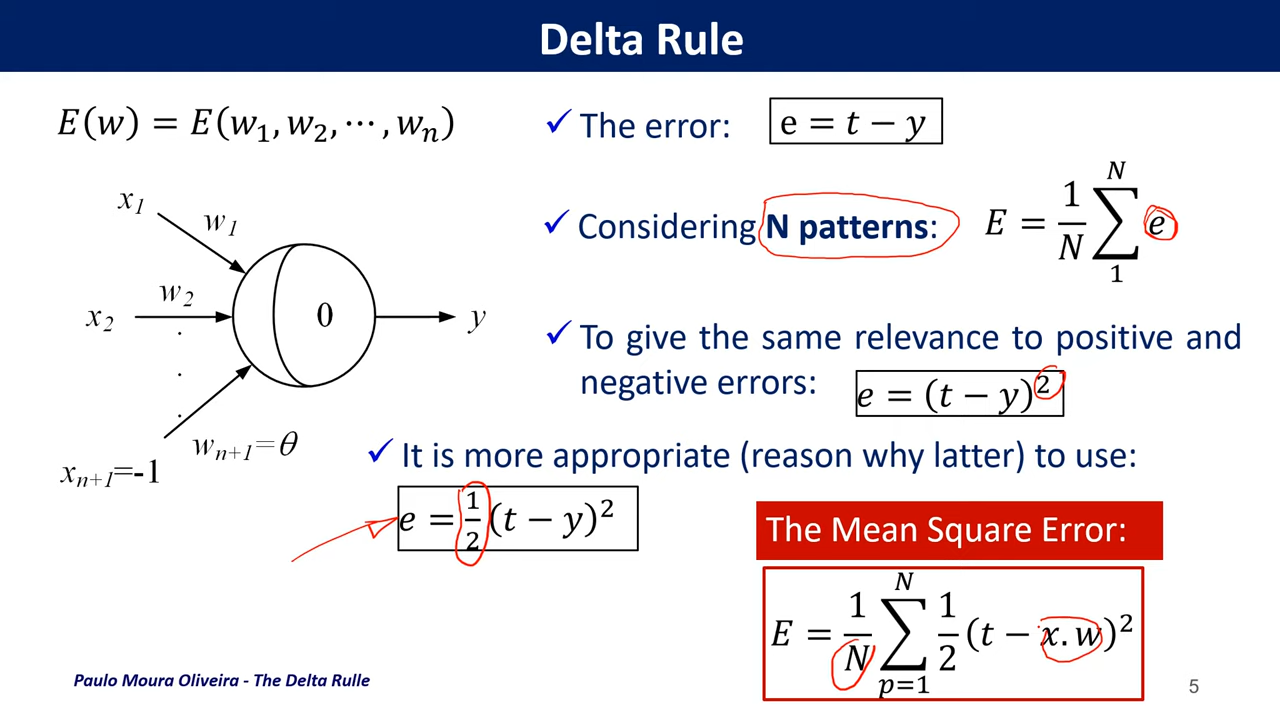 Delta Rule
E(w) = E(w₁, w₂, ⋯, wₙ)
✓ The error: e = t − y
✓ Considering N patterns: E = 1/N ∑₁ᴺ e
x₁
w₁
w₂
x₂
0
y
.
.
.
wₙ₊₁=θ
xₙ₊₁=-1
✓ To give the same relevance to positive and
negative errors: e = (t − y)²
✓ It is more appropriate (reason why latter) to use:
e = 1/2 (t − y)²
The Mean Square Error:
E = 1/N ∑ₚ₌₁ᴺ 1/2 (t − x.w)²
Paulo Moura Oliveira - The Delta Rulle
5